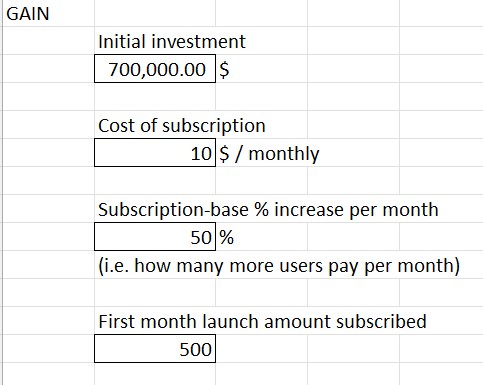 GAIN
Initial investment
700,000.00 $
Cost of subscription
10 $ / monthly
Subscription-base % increase per month
50 %
(i.e. how many more users pay per month)
First month launch amount subscribed
500